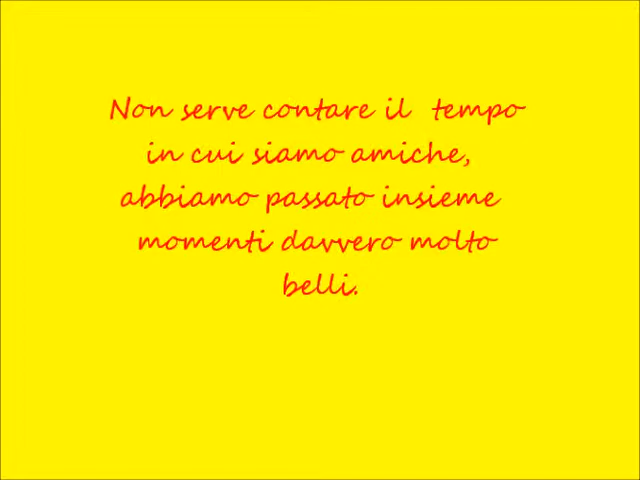 Non serve contare il tempo
in cui siamo amiche,
abbiamo passato insieme
momenti davvero molto
belli.